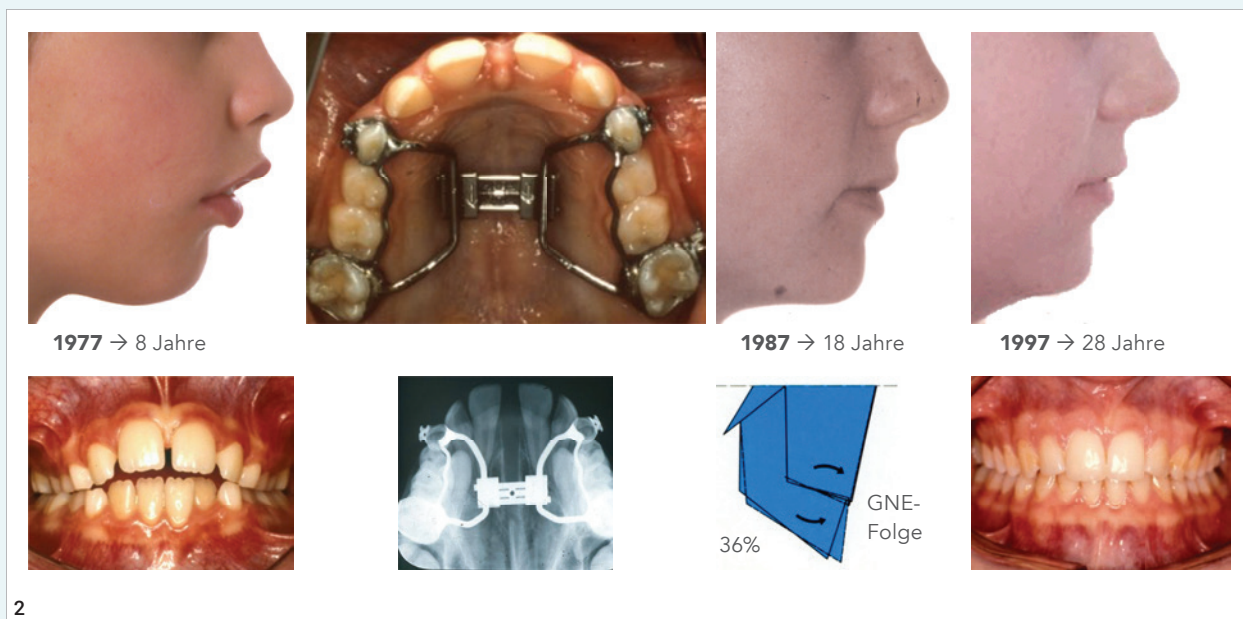 1977 → 8 Jahre
1987 → 18 Jahre
1997 → 28 Jahre
36%
GNE-
Folge
2